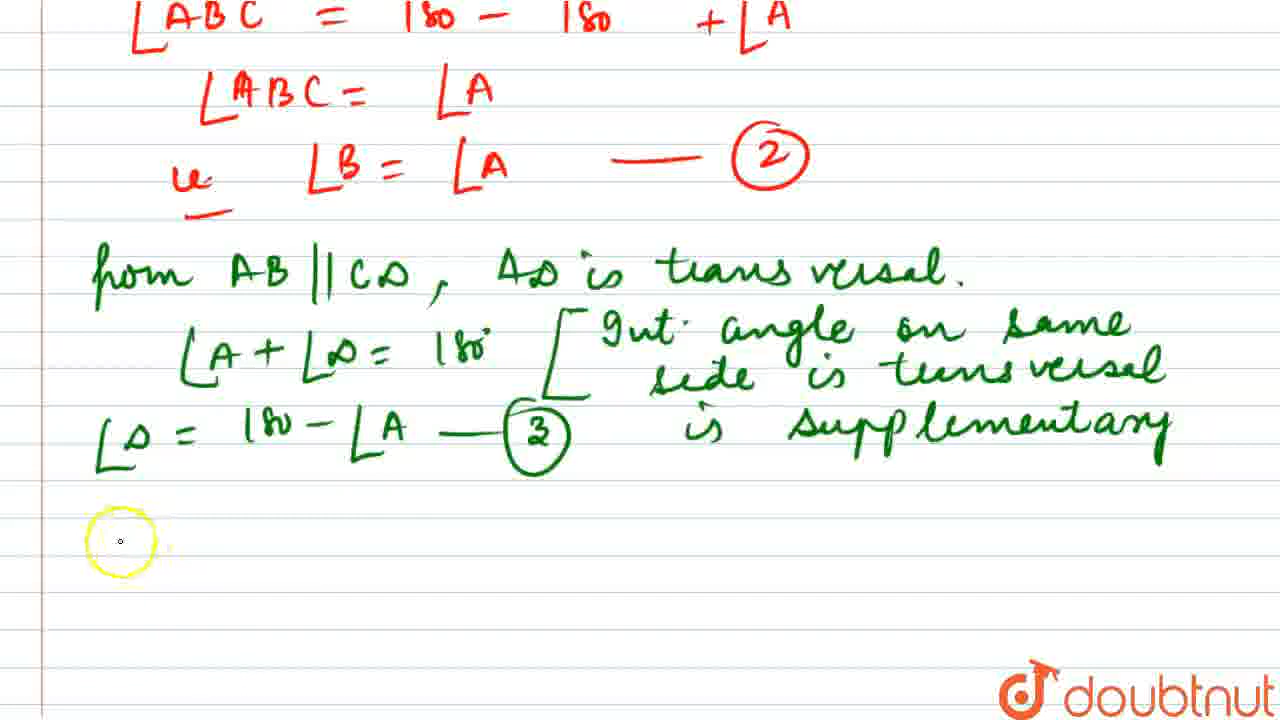 ∠ABC = 180 - 180 + ∠A
∠ABC = ∠A
ie ∠B = ∠A — 2
from AB || CD, AD is transversal.
∠A + ∠D = 180° [Int. angle on same
side is transversal
∠D = 180 - ∠A — 3 is supplementary
doubtnut